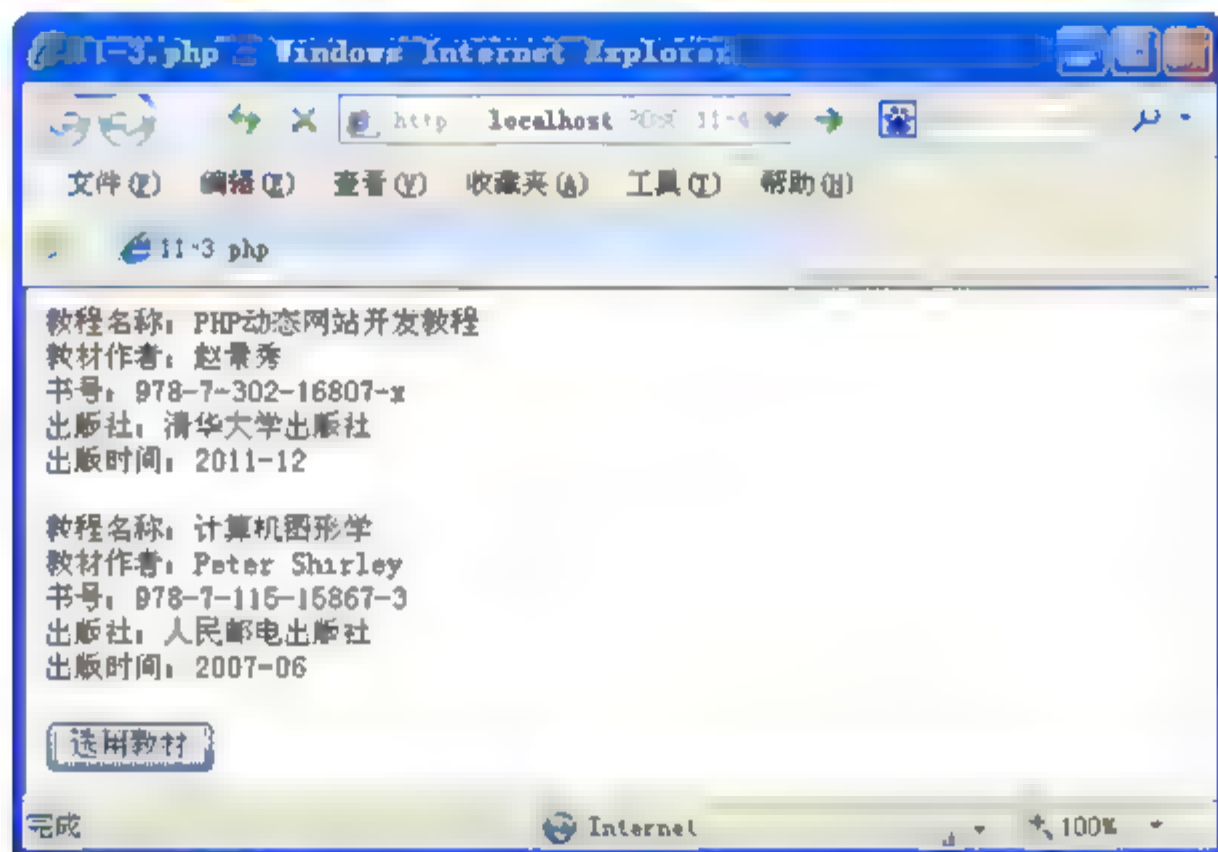 11-3.php - Windows Internet Explorer
http localhost 11-4
文件(F) 编辑(E) 查看(V) 收藏夹(A) 工具(T) 帮助(H)
11-3 php
教程名称：PHP动态网站开发教程
教材作者：赵景秀
书号：978-7-302-16807-x
出版社：清华大学出版社
出版时间：2011-12
教程名称：计算机图形学
教材作者：Peter Shirley
书号：978-7-115-15867-3
出版社：人民邮电出版社
出版时间：2007-06
选用教材
完成 Internet 100%